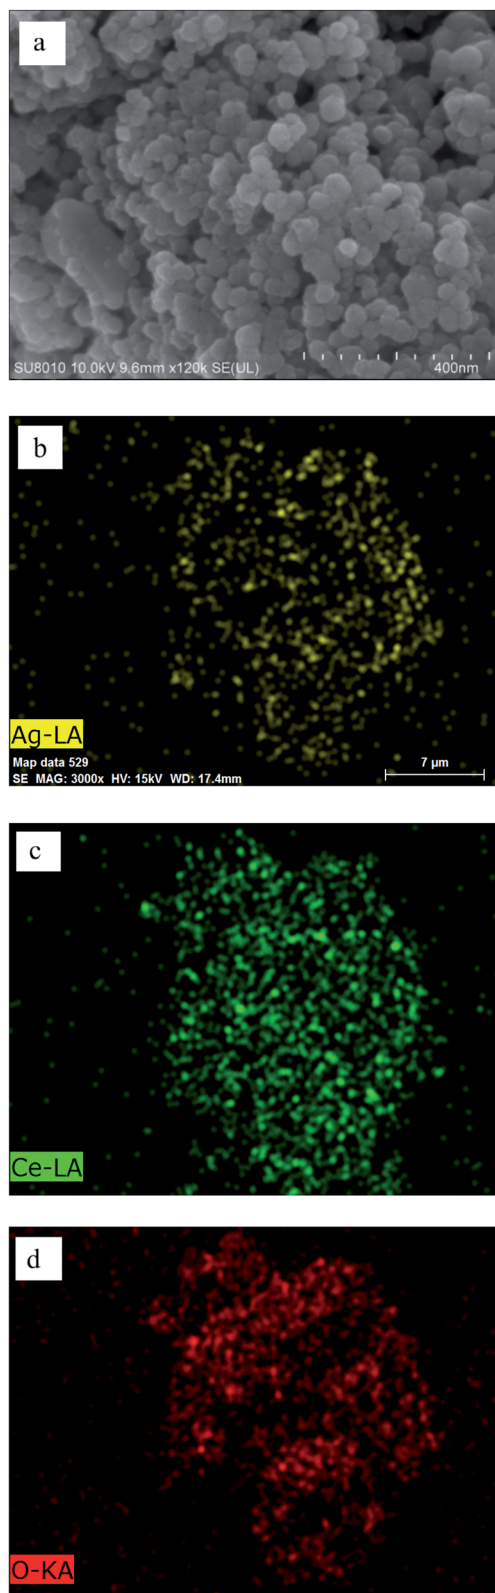 a
SU8010 10.0kV 9.6mm x120k SE(UL)
400nm
b
Ag-LA
Map data 529
SE MAG: 3000x HV: 15kV WD: 17.4mm
7 µm
c
Ce-LA
d
O-KA